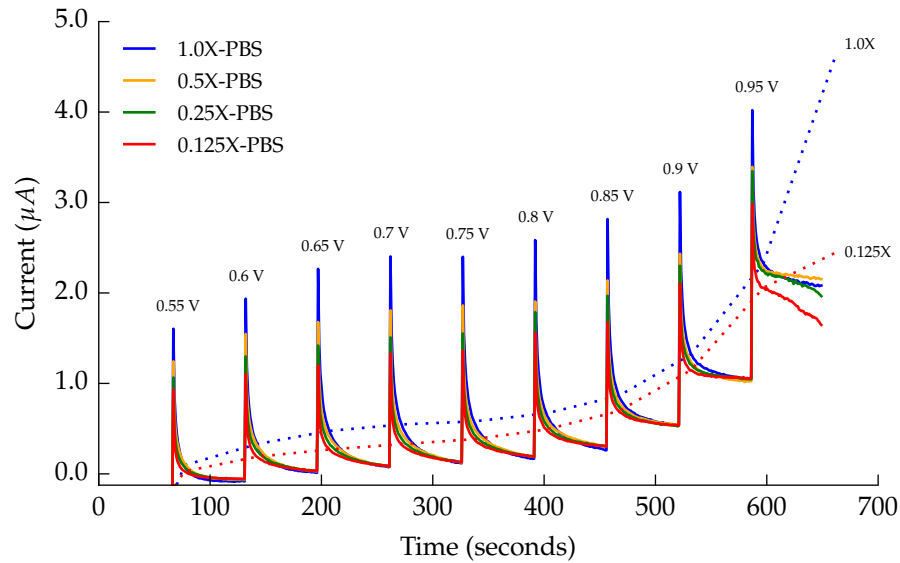 5.0
4.0
3.0
2.0
1.0
0.0
Current (μA)
1.0X-PBS
0.5X-PBS
0.25X-PBS
0.125X-PBS
0.55 V
0.6 V
0.65 V
0.7 V
0.75 V
0.8 V
0.85 V
0.9 V
0.95 V
1.0X
0.125X
0
100
200
300
400
500
600
700
Time (seconds)